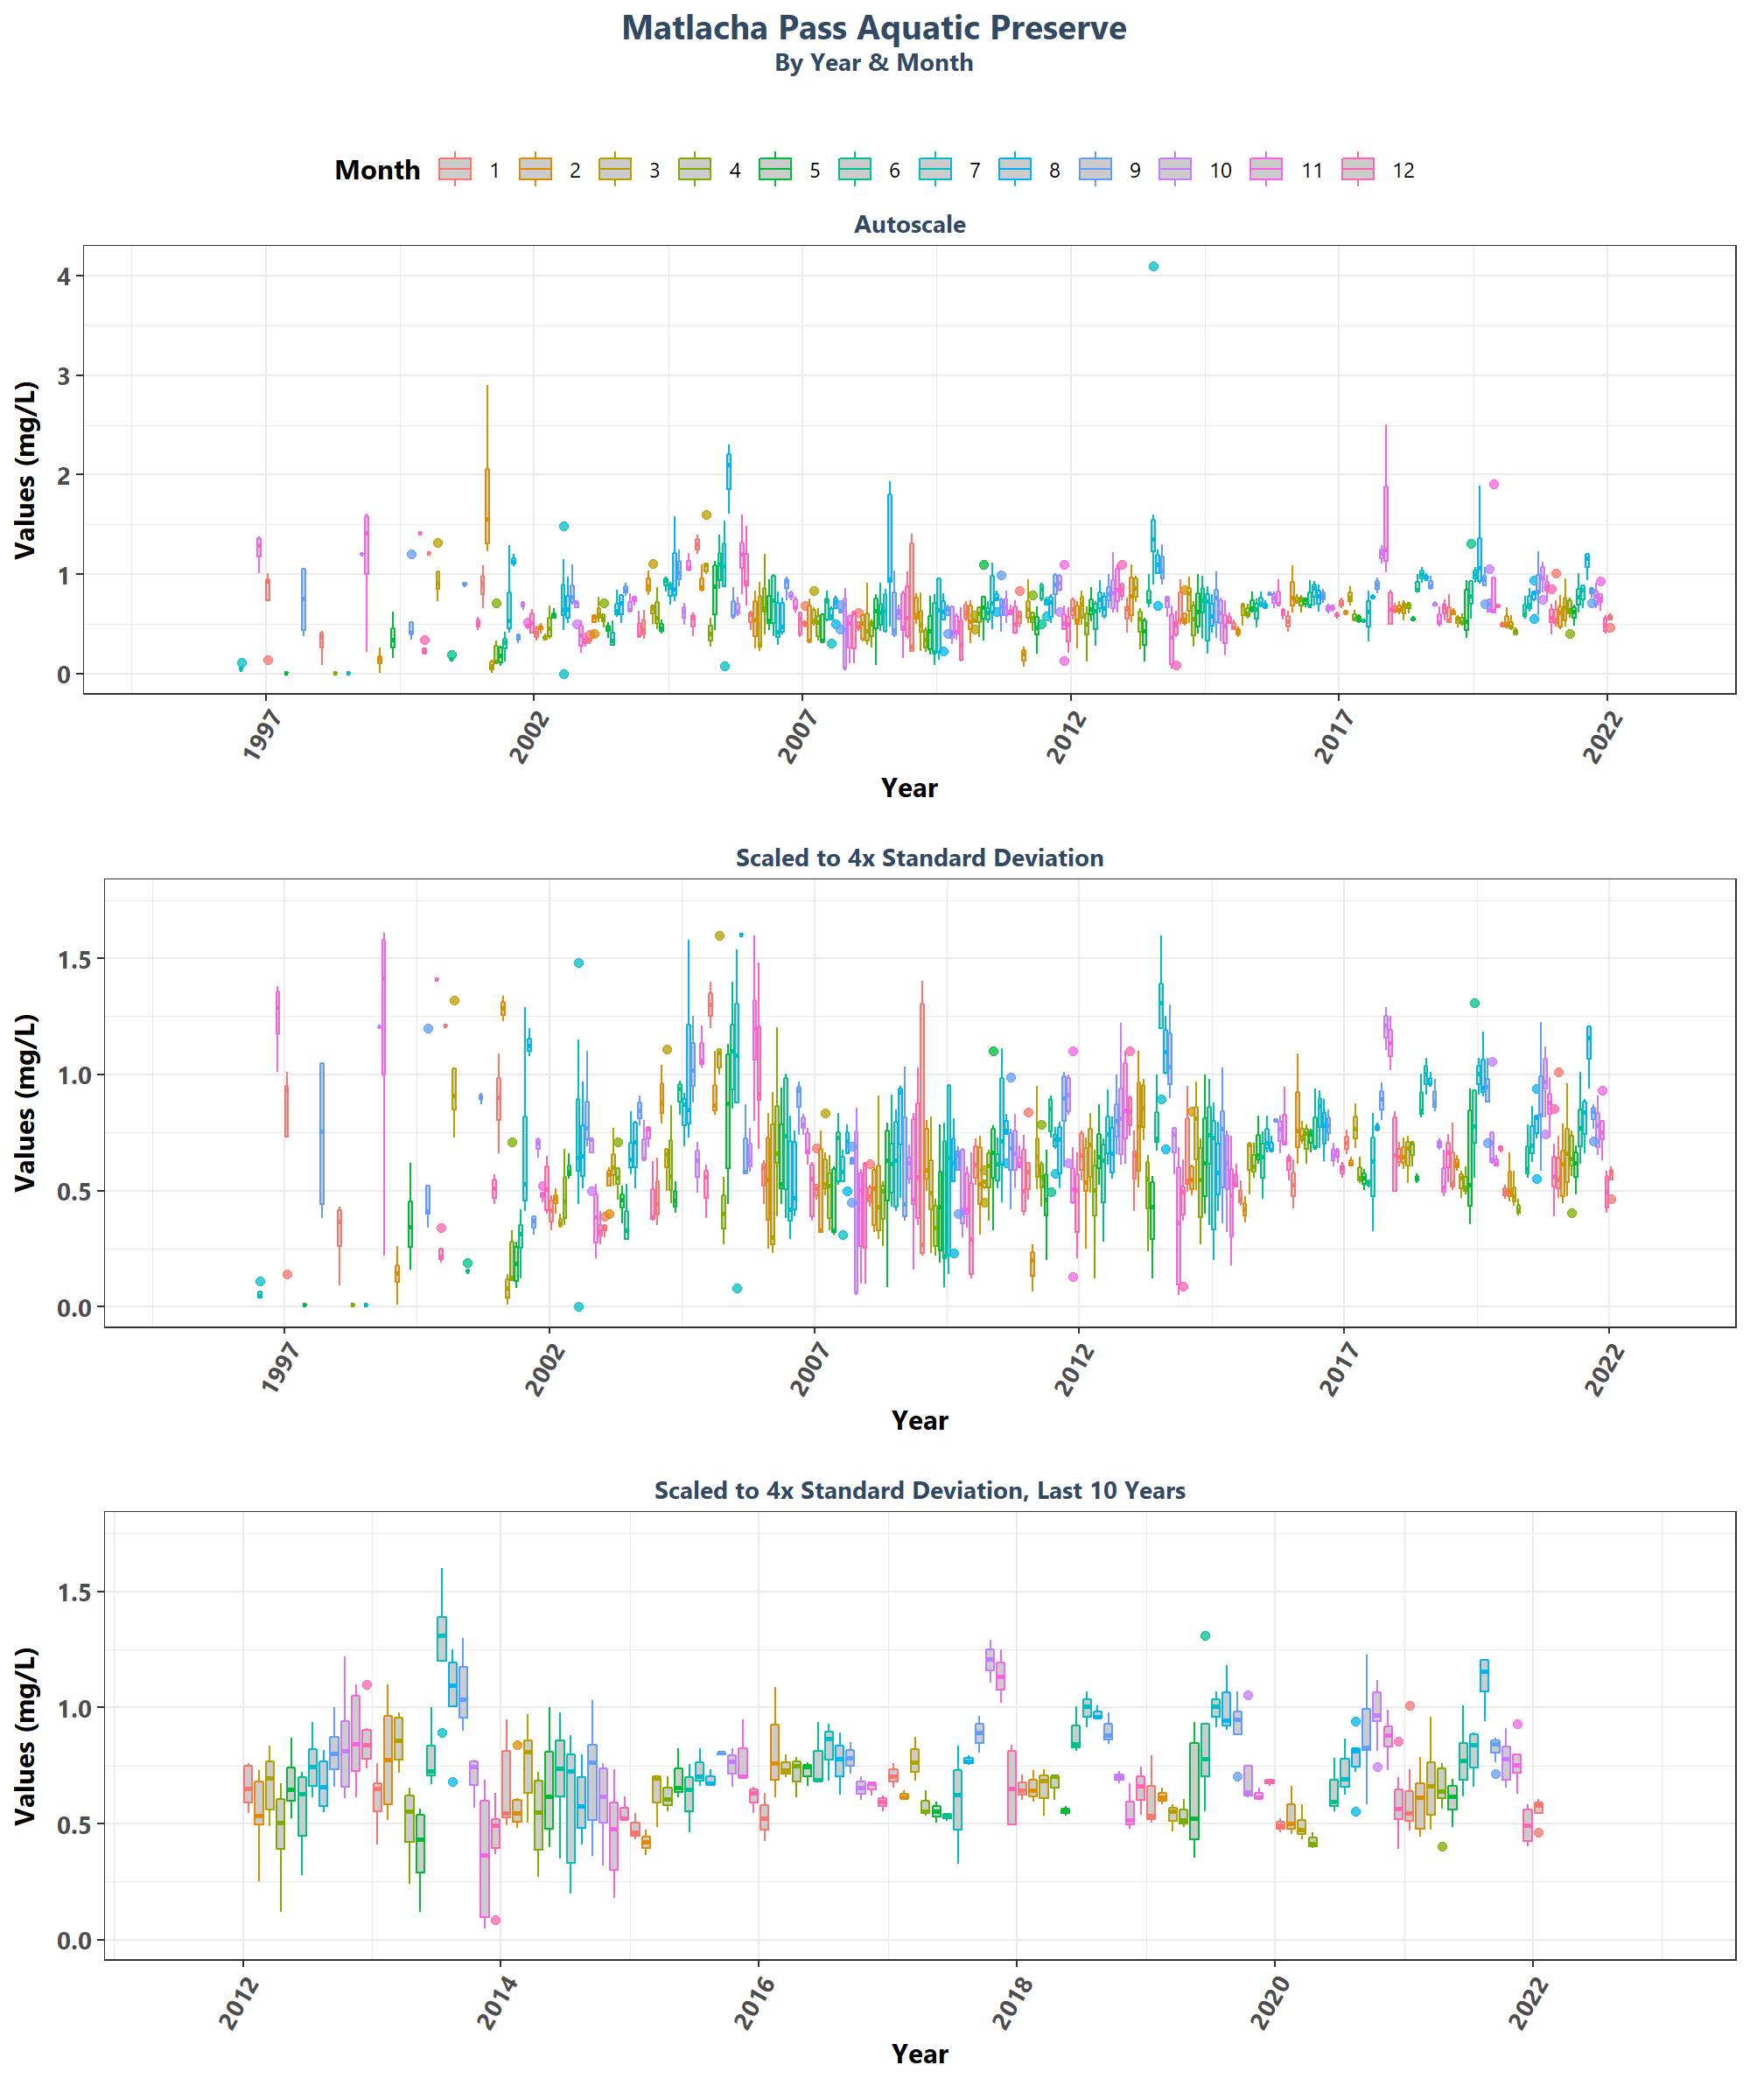 Matlacha Pass Aquatic Preserve
By Year & Month
Month 1 2 3 4 5 6 7 8 9 10 11 12
Autoscale
Values (mg/L)
4
3
2
1
0
1997 2002 2007 2012 2017 2022
Year
Scaled to 4x Standard Deviation
Values (mg/L)
1.5
1.0
0.5
0.0
1997 2002 2007 2012 2017 2022
Year
Scaled to 4x Standard Deviation, Last 10 Years
Values (mg/L)
1.5
1.0
0.5
0.0
2012 2014 2016 2018 2020 2022
Year